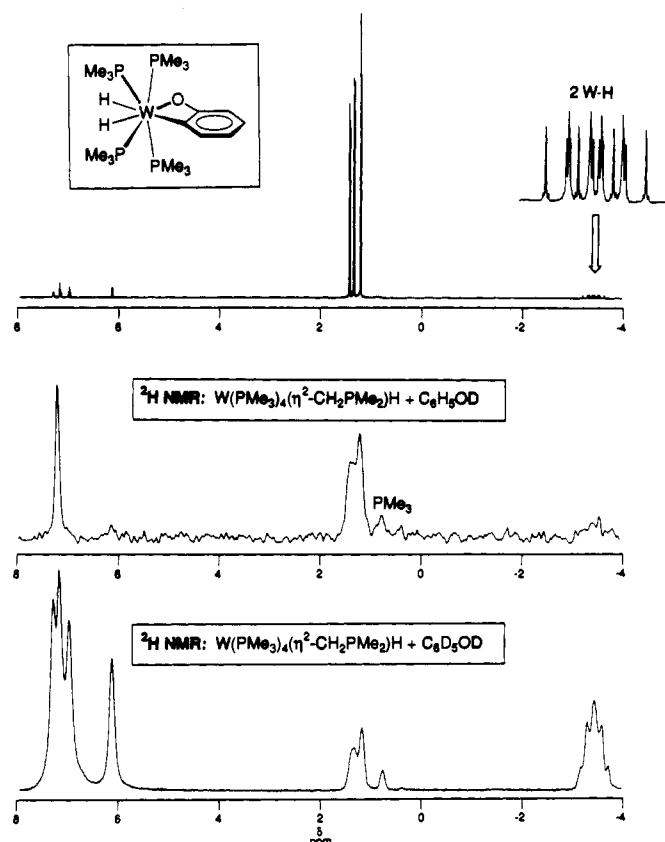 PMe₃
Me₃P
O
H
W
H
Me₃P
PMe₃
2 W-H
8 6 4 2 0 -2 -4
²H NMR: W(PMe₃)₄(η²-CH₂PMe₂)H + C₆H₅OD
PMe₃
8 6 4 2 0 -2 -4
²H NMR: W(PMe₃)₄(η²-CH₂PMe₂)H + C₆D₅OD
8 6 4 2 0 -2 -4
δ
ppm